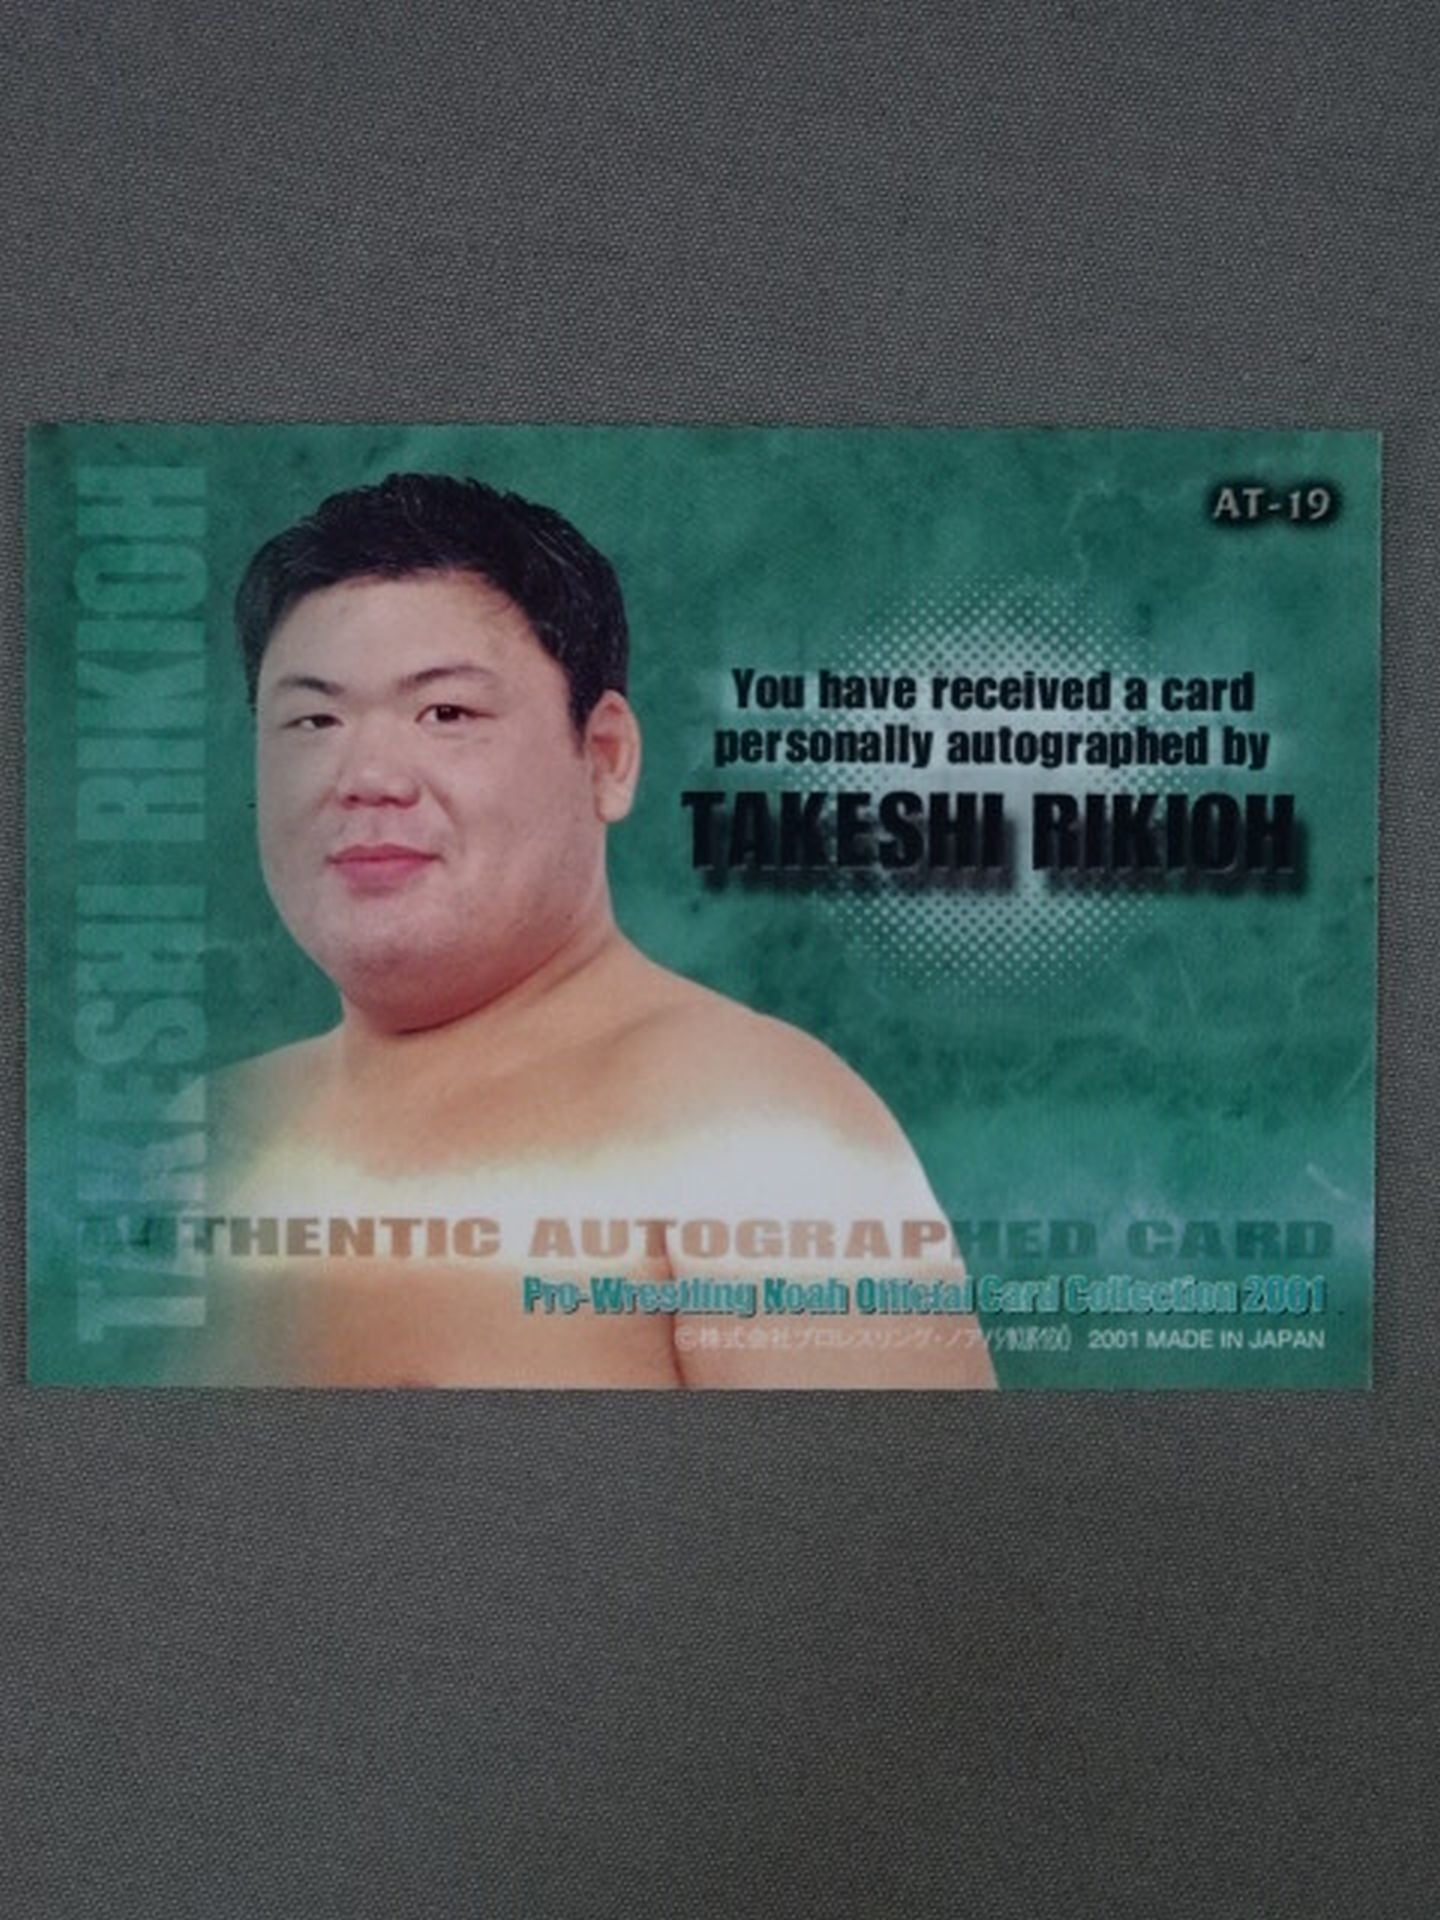 AT-19
TAKESHI RIKIOH
You have received a card
personally autographed by
TAKESHI RIKIOH
AUTHENTIC AUTOGRAPHED CARD
Pro-Wrestling Noah Official Card Collection 2001
©株式会社プロレスリング・ノア 2001 MADE IN JAPAN